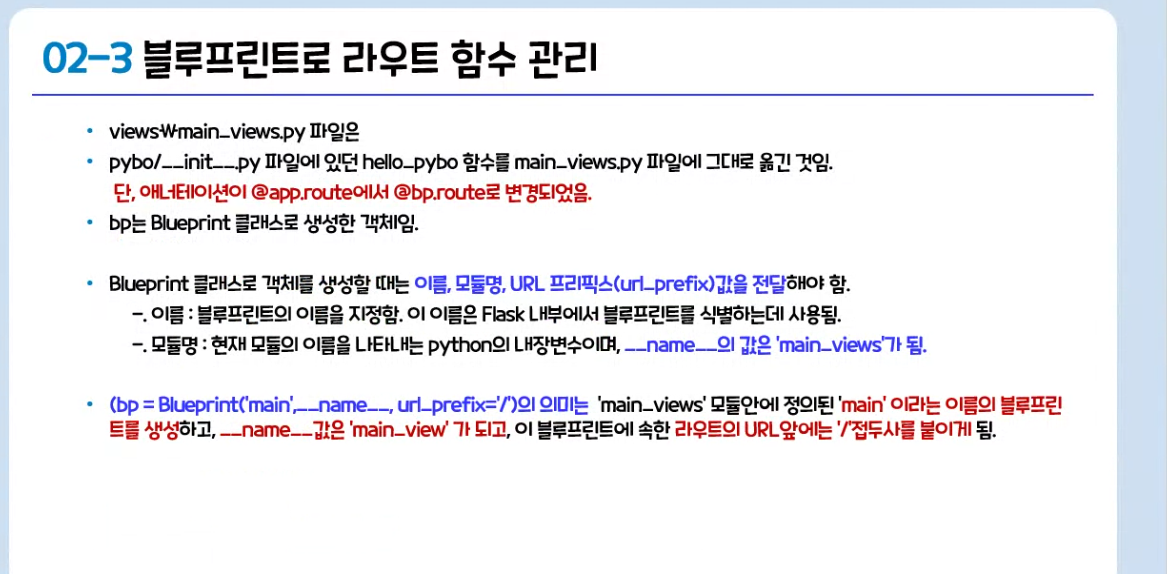 02-3 블루프린트로 라우트 함수 관리
• views₩main_views.py 파일은
• pybo/__init__.py 파일에 있던 hello_pybo 함수를 main_views.py 파일에 그대로 옮긴 것임.
단, 애너테이션이 @app.route에서 @bp.route로 변경되었음.
• bp는 Blueprint 클래스로 생성한 객체임.
• Blueprint 클래스로 객체를 생성할 때는 이름, 모듈명, URL 프리픽스(url_prefix)값을 전달해야 함.
-. 이름 : 블루프린트의 이름을 지정함. 이 이름은 Flask 내부에서 블루프린트를 식별하는데 사용됨.
-. 모듈명 : 현재 모듈의 이름을 나타내는 python의 내장변수이며, __name__의 값은 'main_views'가 됨.
• (bp = Blueprint('main',__name__, url_prefix='/')의 의미는 'main_views' 모듈안에 정의된 'main' 이라는 이름의 블루프린
트를 생성하고, __name__값은 'main_view' 가 되고, 이 블루프린트에 속한 라우트의 URL앞에는 '/'접두사를 붙이게 됨.